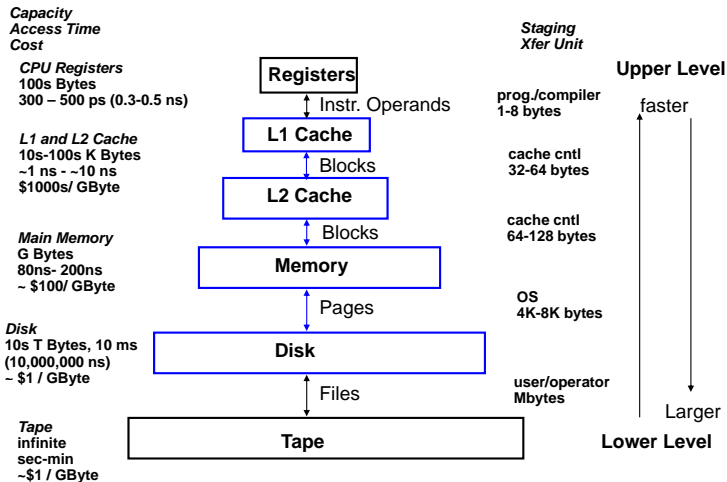 Capacity
Access Time
Cost
Staging
Xfer Unit
CPU Registers
100s Bytes
300 – 500 ps (0.3-0.5 ns)
Registers
Instr. Operands
prog./compiler
1-8 bytes
Upper Level
faster
L1 and L2 Cache
10s-100s K Bytes
~1 ns - ~10 ns
$1000s/ GByte
L1 Cache
Blocks
cache cntl
32-64 bytes
L2 Cache
Blocks
cache cntl
64-128 bytes
Main Memory
G Bytes
80ns- 200ns
~ $100/ GByte
Memory
Pages
OS
4K-8K bytes
Disk
10s T Bytes, 10 ms
(10,000,000 ns)
~ $1 / GByte
Disk
Files
user/operator
Mbytes
Larger
Tape
infinite
sec-min
~$1 / GByte
Tape
Lower Level